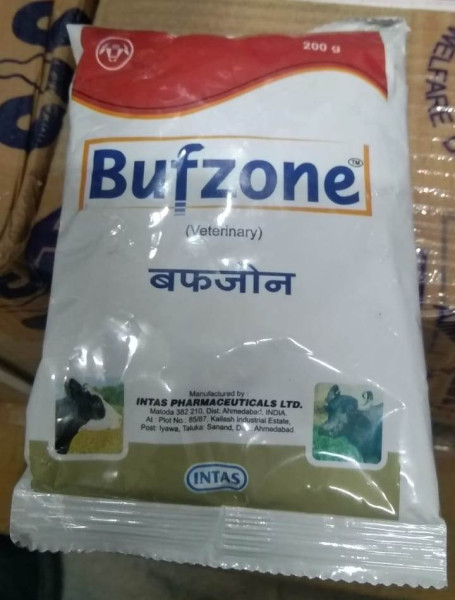 200 g
Bufzone™
(Veterinary)
बफजोन
Manufactured by
INTAS PHARMACEUTICALS LTD.
Matoda 382 210, Dist: Ahmedabad. INDIA.
At : Plot No.: 85/87, Kailash Industrial Estate,
Post: Iyawa, Taluka: Sanand, Dist. Ahmedabad.
INTAS
WELFARE